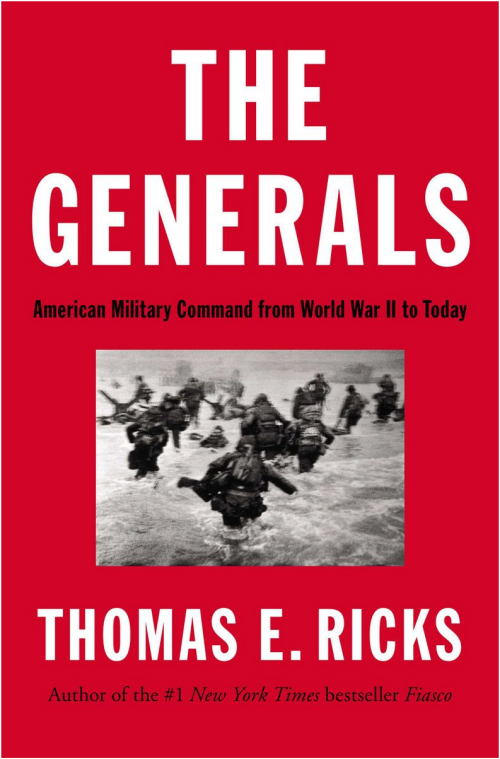 THE
GENERALS
American Military Command from World War II to Today
THOMAS E. RICKS
Author of the #1 New York Times bestseller Fiasco